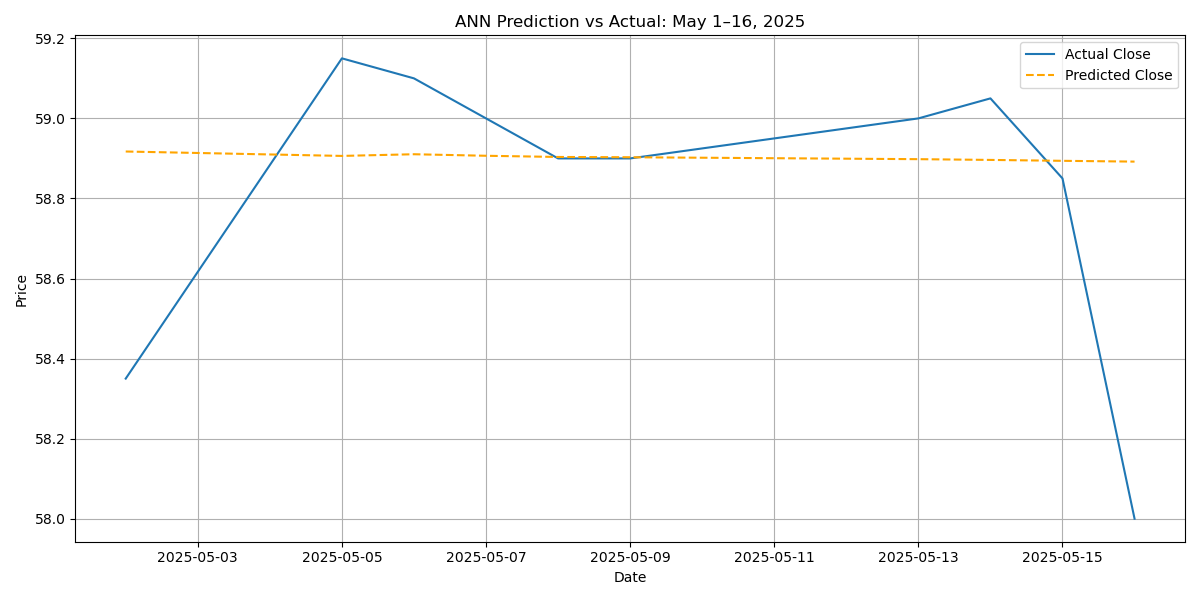 ANN Prediction vs Actual: May 1–16, 2025
Actual Close
Predicted Close
Price
59.2
59.0
58.8
58.6
58.4
58.2
58.0
2025-05-03 2025-05-05 2025-05-07 2025-05-09 2025-05-11 2025-05-13 2025-05-15
Date